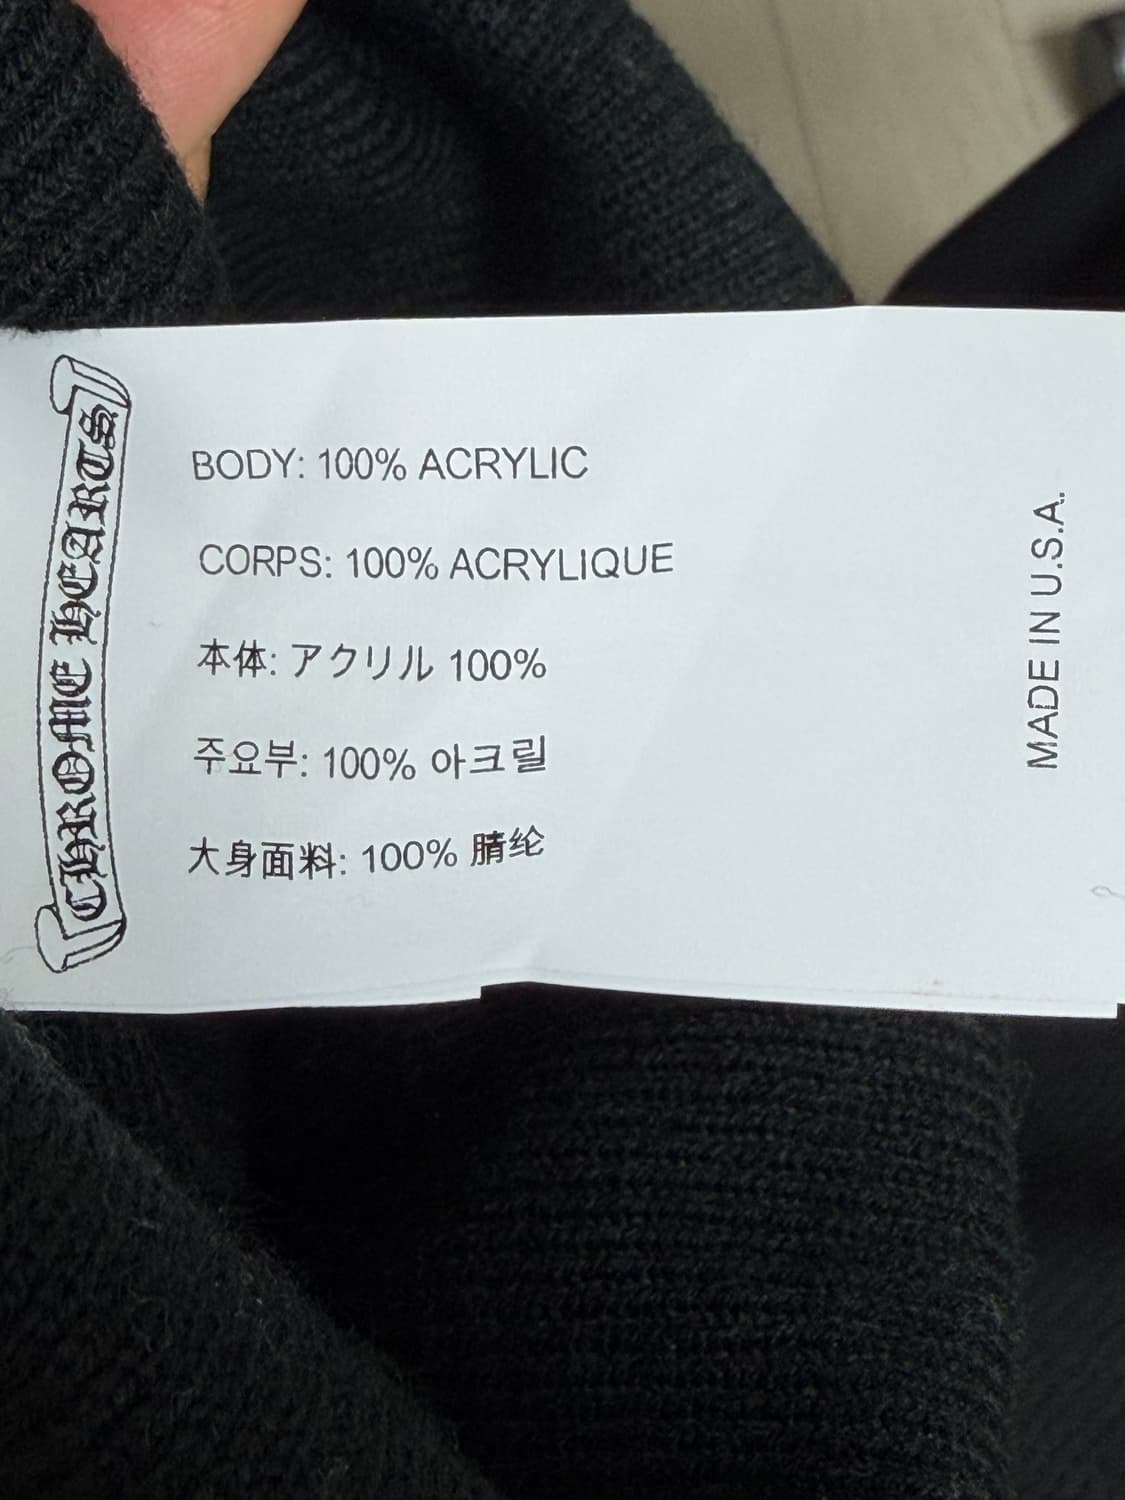 CHROME HEARTS
BODY: 100% ACRYLIC
CORPS: 100% ACRYLIQUE
本体: アクリル 100%
주요부: 100% 아크릴
大身面料: 100% 腈纶
MADE IN U.S.A.